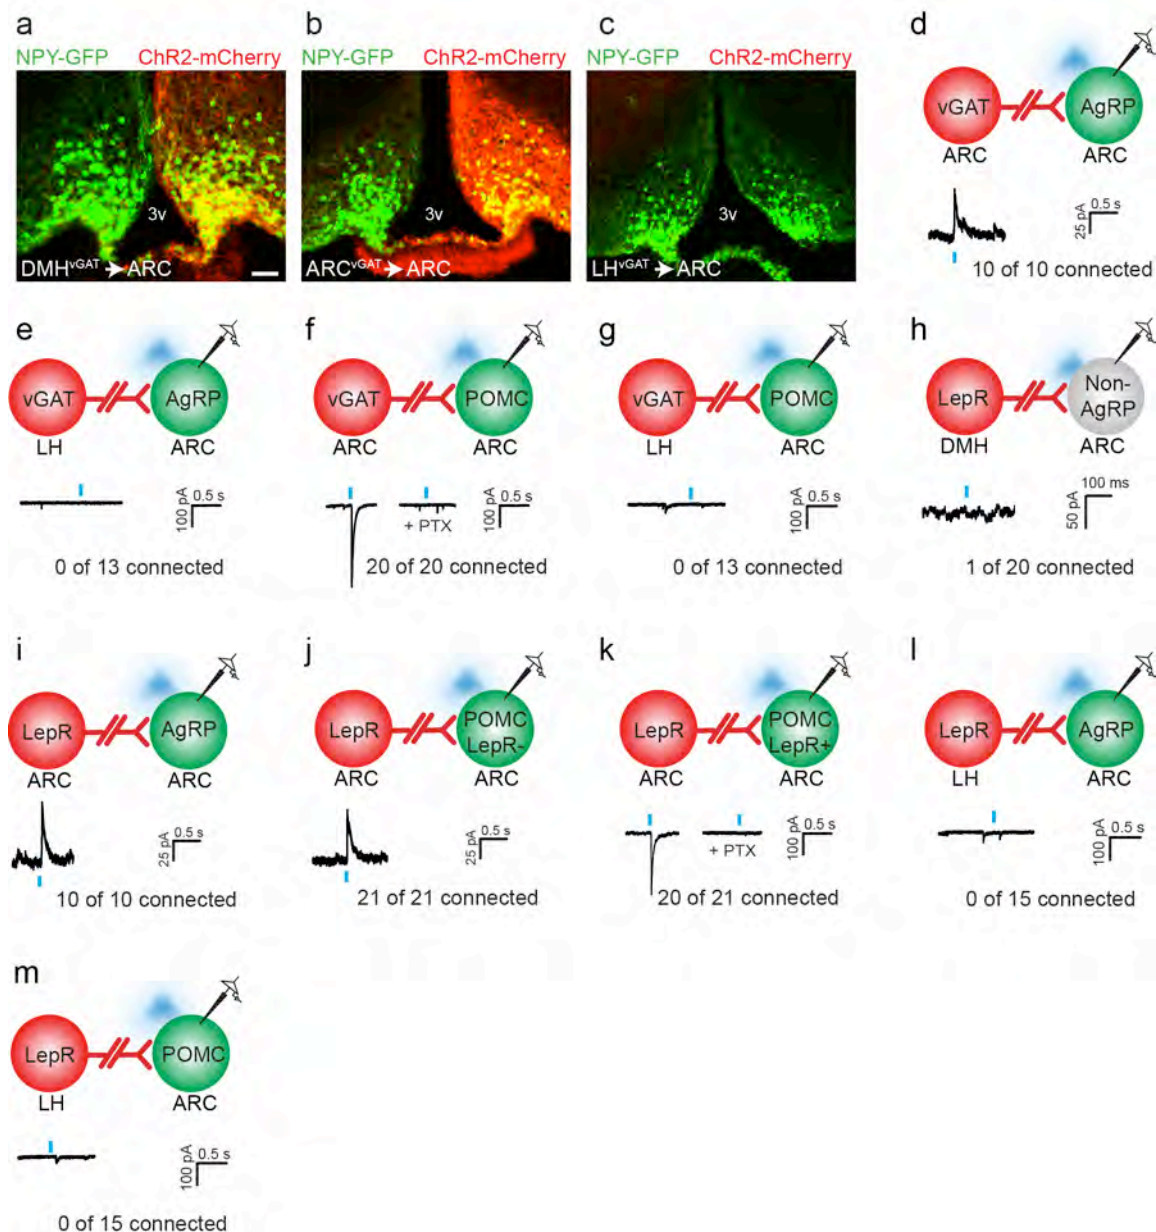 a
NPY-GFP ChR2-mCherry
3v
DMHvGAT ARC
b
NPY-GFP ChR2-mCherry
3v
ARCvGAT ARC
c
NPY-GFP ChR2-mCherry
3v
LHvGAT ARC
d
vGAT AgRP
ARC ARC
0.5 s
25 pA
10 of 10 connected
e
vGAT AgRP
LH ARC
0.5 s
100 pA
0 of 13 connected
f
vGAT POMC
ARC ARC
+ PTX
0.5 s
100 pA
20 of 20 connected
g
vGAT POMC
LH ARC
0.5 s
100 pA
0 of 13 connected
h
LepR Non-
AgRP
DMH ARC
100 ms
50 pA
1 of 20 connected
i
LepR AgRP
ARC ARC
0.5 s
25 pA
10 of 10 connected
j
LepR POMC
LepR-
ARC ARC
0.5 s
25 pA
21 of 21 connected
k
LepR POMC
LepR+
ARC ARC
+ PTX
0.5 s
100 pA
20 of 21 connected
l
LepR AgRP
LH ARC
0.5 s
100 pA
0 of 15 connected
m
LepR POMC
LH ARC
0.5 s
100 pA
0 of 15 connected